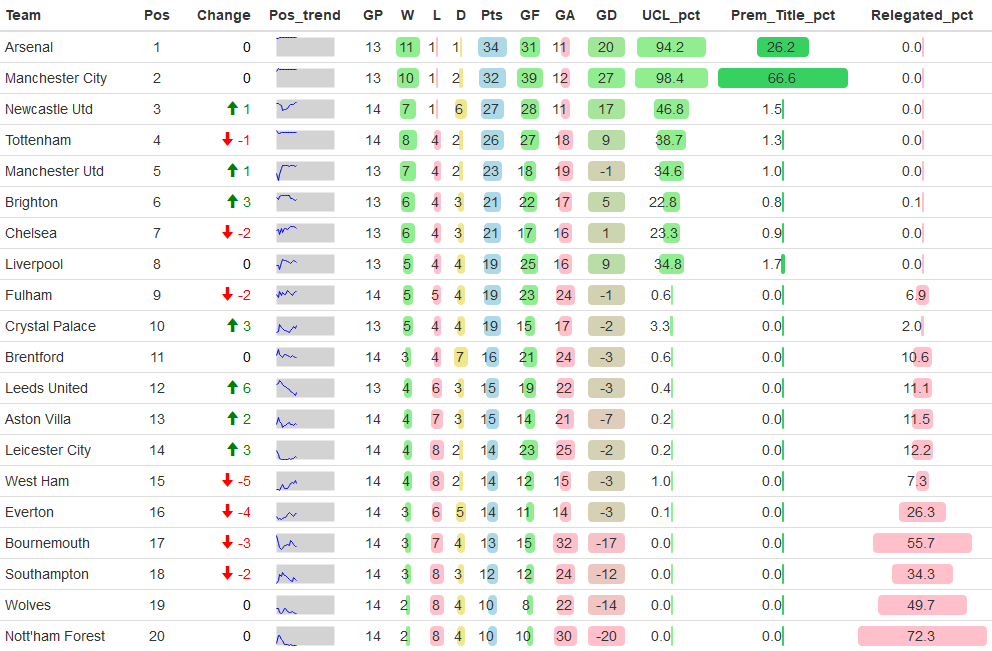 Team Pos Change Pos_trend GP W L D Pts GF GA GD UCL_pct Prem_Title_pct Relegated_pct
Arsenal 1 0 13 11 1 1 34 31 11 20 94.2 26.2 0.0
Manchester City 2 0 13 10 1 2 32 39 12 27 98.4 66.6 0.0
Newcastle Utd 3 1 14 7 1 6 27 28 11 17 46.8 1.5 0.0
Tottenham 4 -1 14 8 4 2 26 27 18 9 38.7 1.3 0.0
Manchester Utd 5 1 13 7 4 2 23 18 19 -1 34.6 1.0 0.0
Brighton 6 3 13 6 4 3 21 22 17 5 22.8 0.8 0.1
Chelsea 7 -2 13 6 4 3 21 17 16 1 23.3 0.9 0.0
Liverpool 8 0 13 5 4 4 19 25 16 9 34.8 1.7 0.0
Fulham 9 -2 14 5 5 4 19 23 24 -1 0.6 0.0 6.9
Crystal Palace 10 3 13 5 4 4 19 15 17 -2 3.3 0.0 2.0
Brentford 11 0 14 3 4 7 16 21 24 -3 0.6 0.0 10.6
Leeds United 12 6 13 4 6 3 15 19 22 -3 0.4 0.0 11.1
Aston Villa 13 2 14 4 7 3 15 14 21 -7 0.2 0.0 11.5
Leicester City 14 3 14 4 8 2 14 23 25 -2 0.2 0.0 12.2
West Ham 15 -5 14 4 8 2 14 12 15 -3 1.0 0.0 7.3
Everton 16 -4 14 3 6 5 14 11 14 -3 0.1 0.0 26.3
Bournemouth 17 -3 14 3 7 4 13 15 32 -17 0.0 0.0 55.7
Southampton 18 -2 14 3 8 3 12 12 24 -12 0.0 0.0 34.3
Wolves 19 0 14 2 8 4 10 8 22 -14 0.0 0.0 49.7
Nott'ham Forest 20 0 14 2 8 4 10 10 30 -20 0.0 0.0 72.3